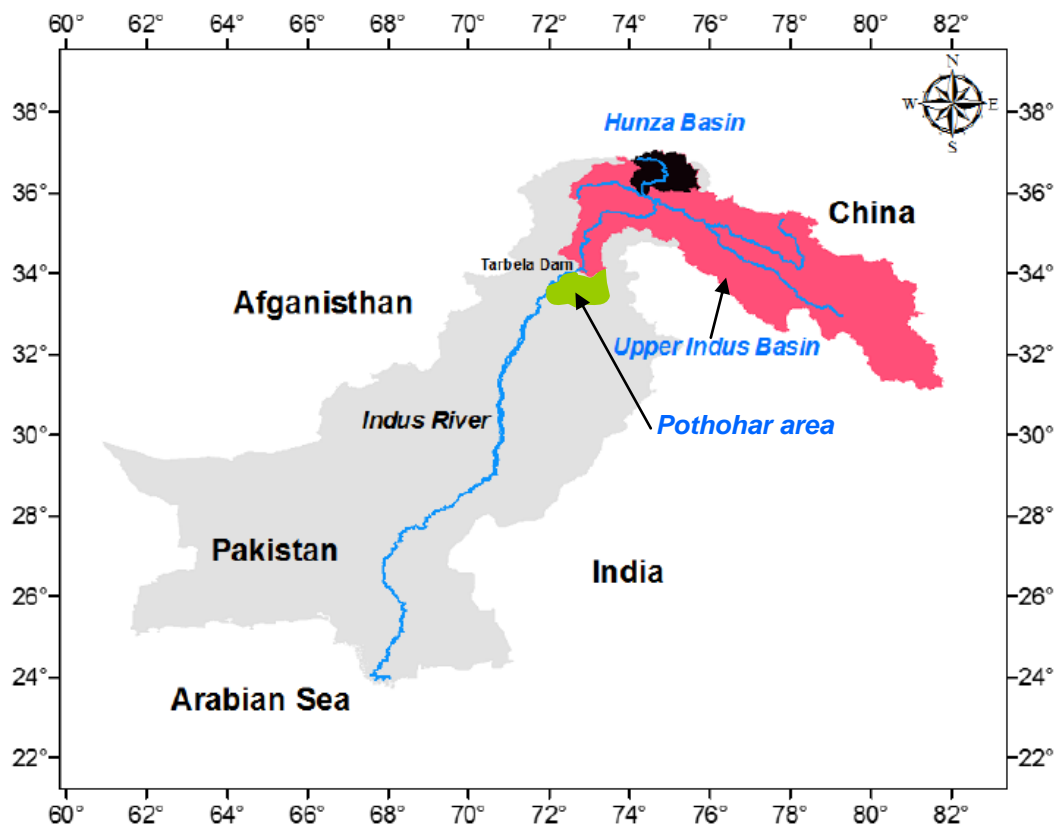 60° 62° 64° 66° 68° 70° 72° 74° 76° 78° 80° 82°
N
W E
S
38° 38°
Hunza Basin
36° 36°
China
Tarbela Dam
34° 34°
Afganisthan
Upper Indus Basin
32° 32°
Indus River
Pothohar area
30° 30°
28° 28°
Pakistan
India
26° 26°
24° 24°
Arabian Sea
22° 22°
60° 62° 64° 66° 68° 70° 72° 74° 76° 78° 80° 82°